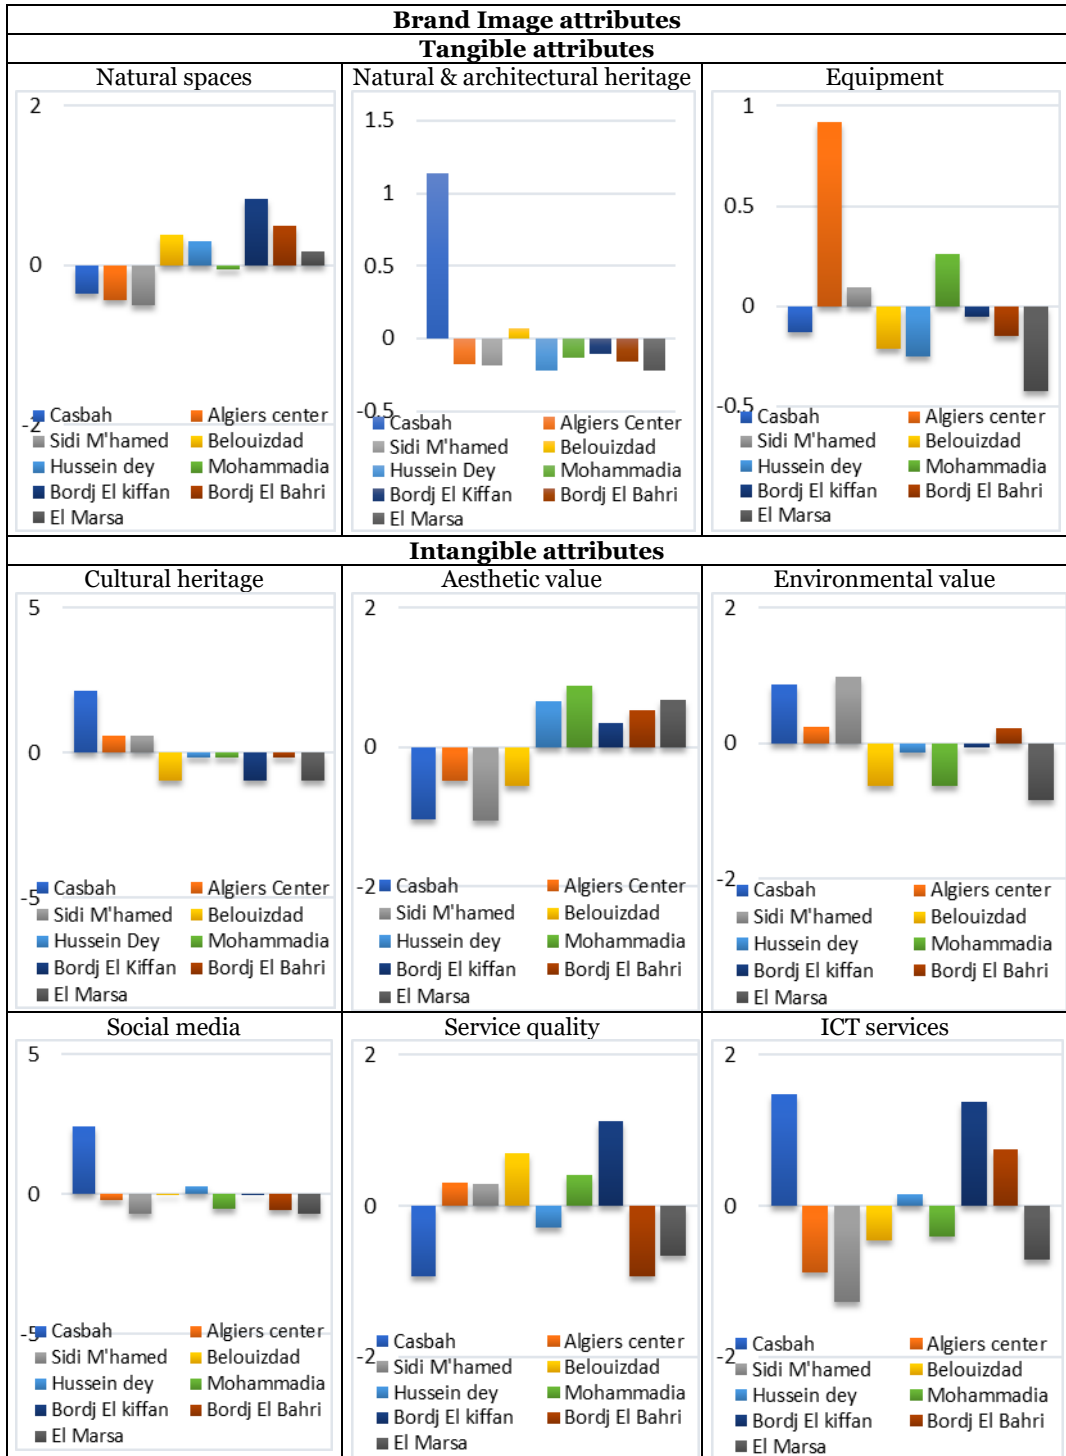 Brand Image attributes
Tangible attributes
Natural spaces
2
0
-2
Casbah Algiers center
Sidi M'hamed Belouizdad
Hussein dey Mohammadia
Bordj El kiffan Bordj El Bahri
El Marsa
Natural & architectural heritage
1.5
1
0.5
0
-0.5
Casbah Algiers Center
Sidi M'hamed Belouizdad
Hussein Dey Mohammadia
Bordj El Kiffan Bordj El Bahri
El Marsa
Equipment
1
0.5
0
-0.5
Casbah Algiers center
Sidi M'hamed Belouizdad
Hussein dey Mohammadia
Bordj El kiffan Bordj El Bahri
El Marsa
Intangible attributes
Cultural heritage
5
0
-5
Casbah Algiers Center
Sidi M'hamed Belouizdad
Hussein Dey Mohammadia
Bordj El Kiffan Bordj El Bahri
El Marsa
Aesthetic value
2
0
-2
Casbah Algiers Center
Sidi M'hamed Belouizdad
Hussein dey Mohammadia
Bordj El kiffan Bordj El Bahri
El Marsa
Environmental value
2
0
-2
Casbah Algiers center
Sidi M'hamed Belouizdad
Hussein dey Mohammadia
Bordj El kiffan Bordj El Bahri
El Marsa
Social media
5
0
-5
Casbah Algiers center
Sidi M'hamed Belouizdad
Hussein dey Mohammadia
Bordj El kiffan Bordj El Bahri
El Marsa
Service quality
2
0
-2
Casbah Algiers center
Sidi M'hamed Belouizdad
Hussein dey Mohammadia
Bordj El kiffan Bordj El Bahri
El Marsa
ICT services
2
0
-2
Casbah Algiers center
Sidi M'hamed Belouizdad
Hussein dey Mohammadia
Bordj El kiffan Bordj El Bahri
El Marsa